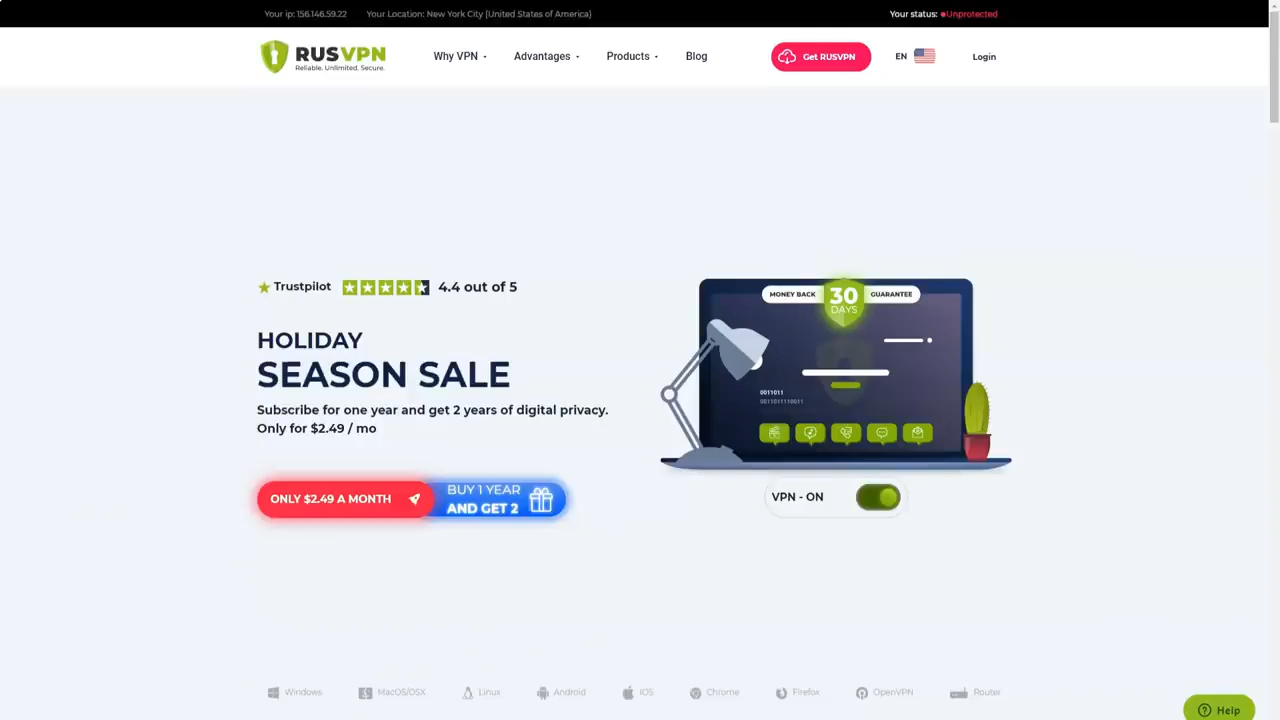 Your ip: 156.146.59.22 Your Location: New York City (United States of America) Your status: Unprotected
RUSVPN
Reliable. Unlimited. Secure.
Why VPN Advantages Products Blog Get RUSVPN EN Login
Trustpilot 4.4 out of 5
HOLIDAY
SEASON SALE
Subscribe for one year and get 2 years of digital privacy.
Only for $2.49 / mo
ONLY $2.49 A MONTH
BUY 1 YEAR
AND GET 2
MONEY BACK 30 GUARANTEE
DAYS
0011011
0011011110011
VPN - ON
Windows MacOS/OSX Linux Android iOS Chrome Firefox OpenVPN Router
Help